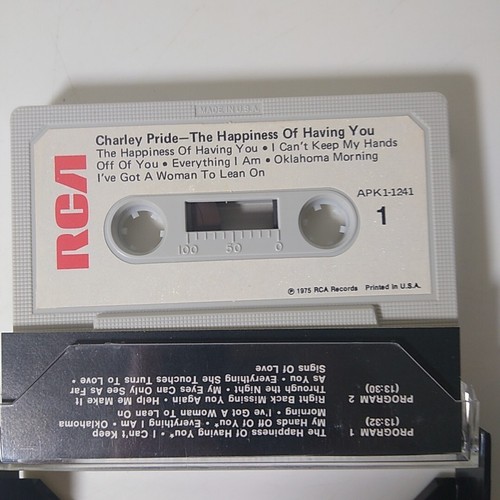 MADE IN U.S.A.
Charley Pride—The Happiness Of Having You
The Happiness Of Having You • I Can't Keep My Hands
Off Of You • Everything I Am • Oklahoma Morning
I've Got A Woman To Lean On
RCA
APK1-1241
1
100 50 0
℗ 1975 RCA Records Printed in U.S.A.
PROGRAM 1
(13:32)
The Happiness Of Having You* • I Can't Keep
My Hands Off Of You* • Everything I Am • Oklahoma
Morning • I've Got A Woman To Lean On
PROGRAM 2
(13:30)
Right Back Missing You Again • Help Me Make It
Through the Night • My Eyes Can Only See As Far
As You • Everything She Touches Turns To Love •
Signs Of Love